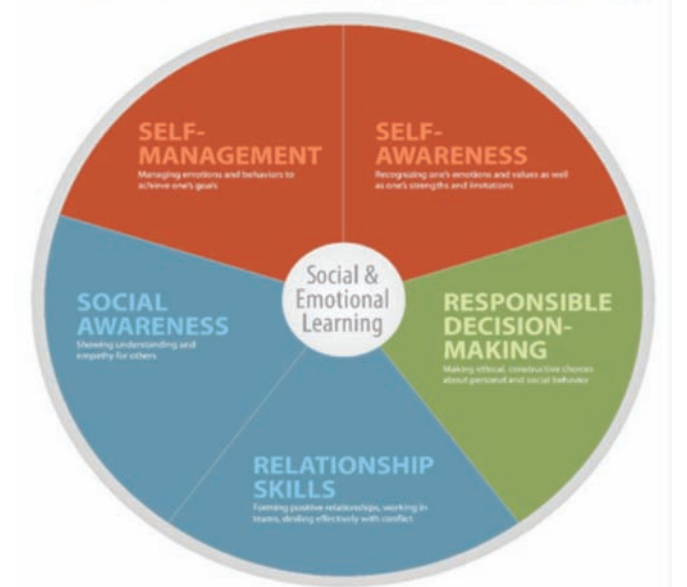 SELF-
MANAGEMENT
Managing emotions and behaviors to
achieve one's goals
SELF-
AWARENESS
Recognizing one's emotions and values as well
as one's strengths and limitations
Social &
Emotional
Learning
SOCIAL
AWARENESS
Showing understanding and
empathy for others
RESPONSIBLE
DECISION-
MAKING
Making ethical, constructive choices
about personal and social behavior
RELATIONSHIP
SKILLS
Forming positive relationships, working in
teams, dealing effectively with conflict